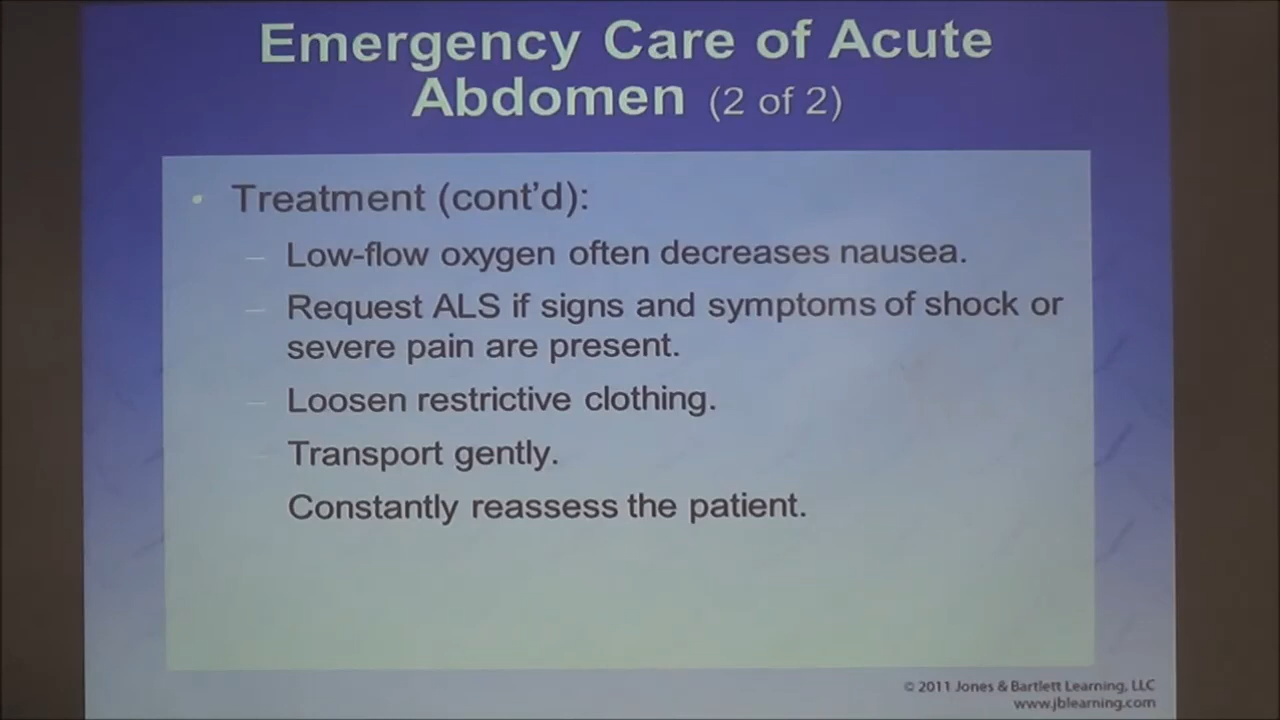 Emergency Care of Acute
Abdomen (2 of 2)
• Treatment (cont'd):
– Low-flow oxygen often decreases nausea.
– Request ALS if signs and symptoms of shock or
severe pain are present.
– Loosen restrictive clothing.
– Transport gently.
Constantly reassess the patient.
© 2011 Jones & Bartlett Learning, LLC
www.jblearning.com